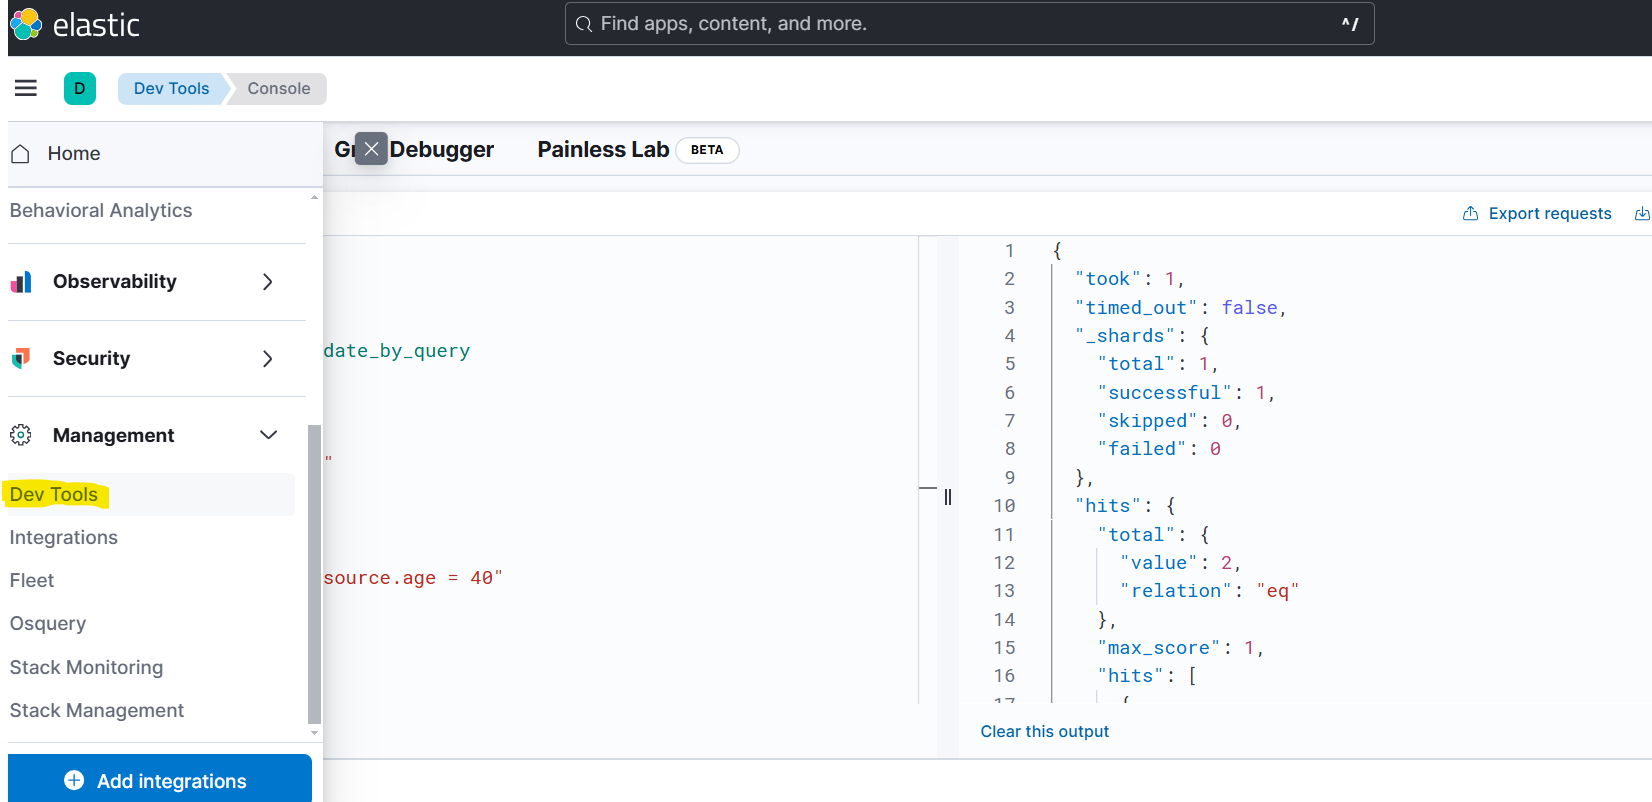 elastic
Find apps, content, and more.
^/
D
Dev Tools
Console
Home
Debugger
Painless Lab
BETA
Behavioral Analytics
Observability
Security
Management
Dev Tools
Integrations
Fleet
Osquery
Stack Monitoring
Stack Management
Add integrations
Export requests
date_by_query
"
source.age = 40"
1 {
2 "took": 1,
3 "timed_out": false,
4 "_shards": {
5 "total": 1,
6 "successful": 1,
7 "skipped": 0,
8 "failed": 0
9 },
10 "hits": {
11 "total": {
12 "value": 2,
13 "relation": "eq"
14 },
15 "max_score": 1,
16 "hits": [
17 {
Clear this output